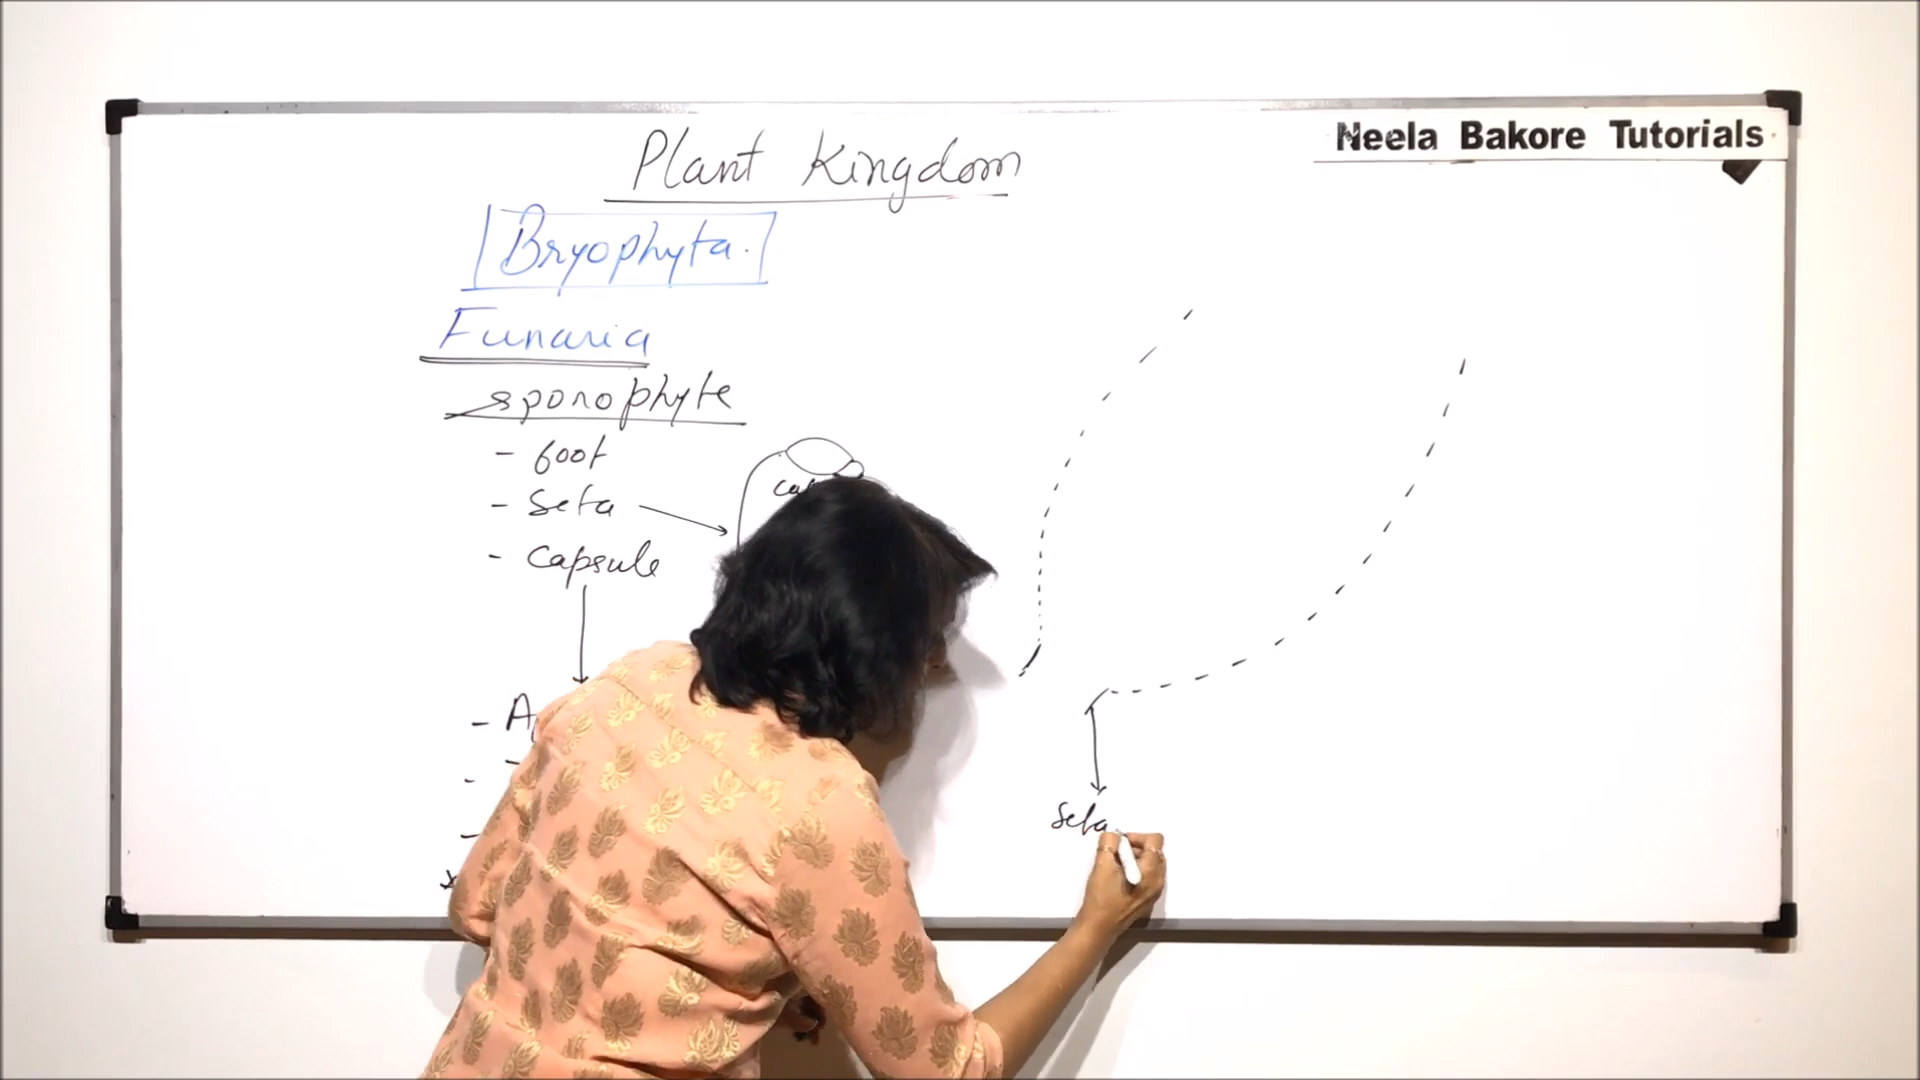 Neela Bakore Tutorials
Plant Kingdom
Bryophyta.
Funaria
sporophyte
- foot
- Seta
- Capsule
Seta